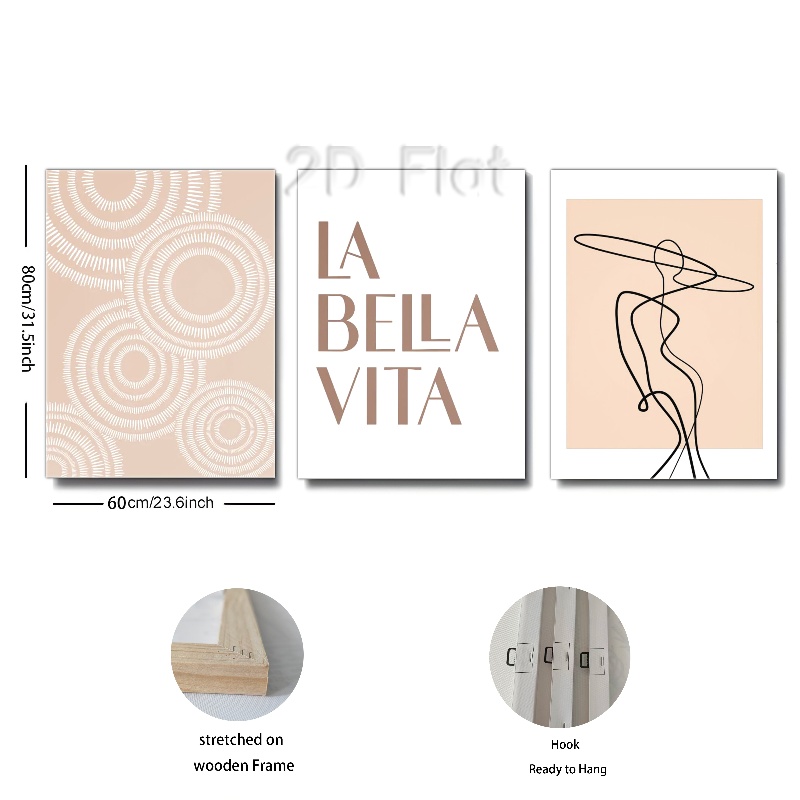 2D Flat
LA
BELLA
VITA
80cm/31.5inch
60cm/23.6inch
stretched on
wooden Frame
Hook
Ready to Hang